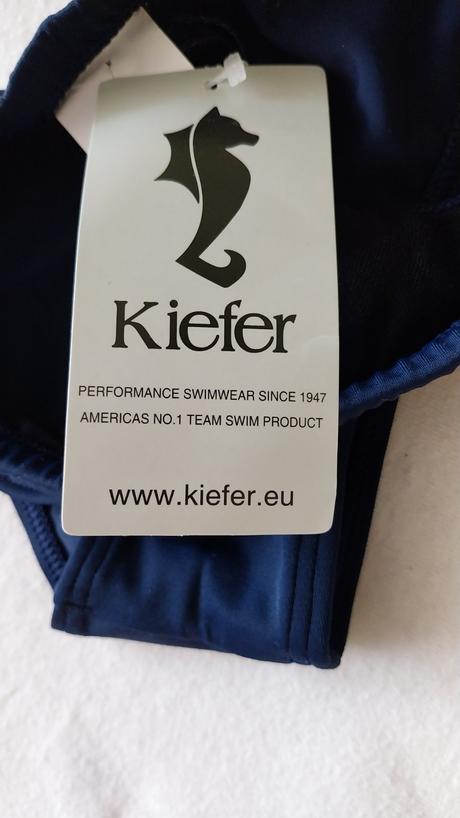 Kiefer
PERFORMANCE SWIMWEAR SINCE 1947
AMERICAS NO.1 TEAM SWIM PRODUCT
www.kiefer.eu